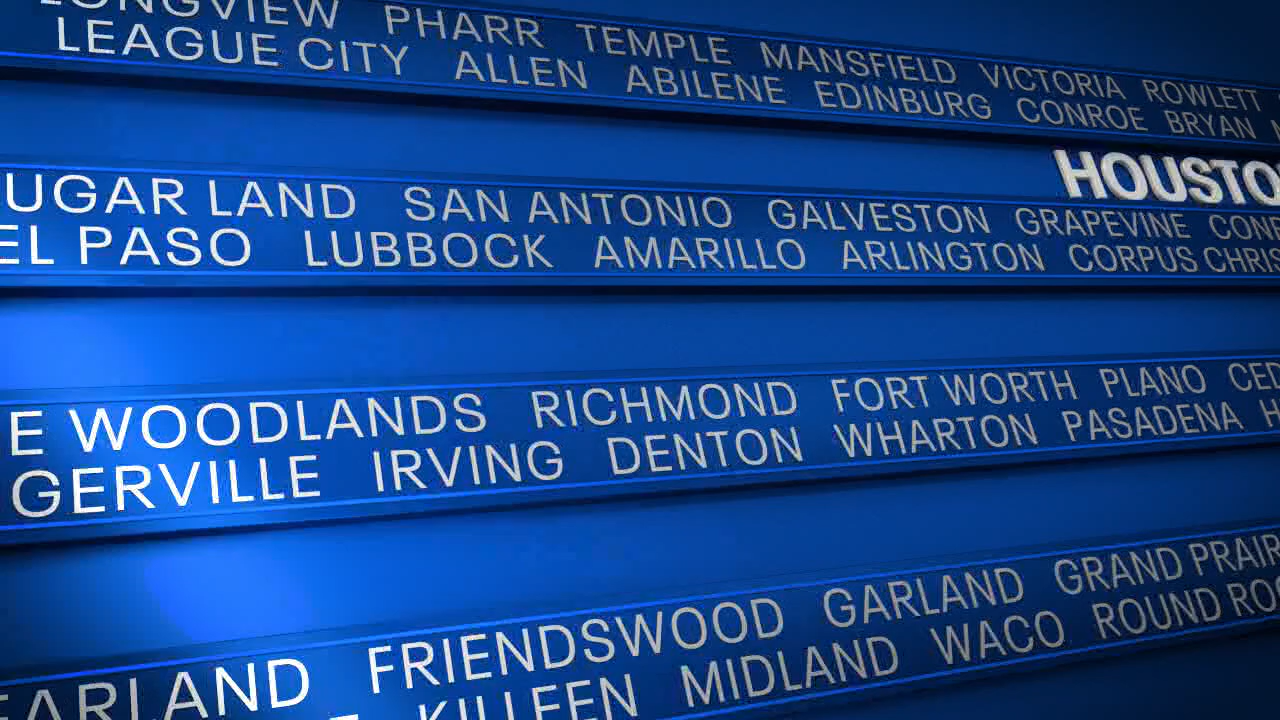 LONGVIEW PHARR TEMPLE MANSFIELD VICTORIA ROWLETT
LEAGUE CITY ALLEN ABILENE EDINBURG CONROE BRYAN
HOUSTO
UGAR LAND SAN ANTONIO GALVESTON GRAPEVINE CONR
EL PASO LUBBOCK AMARILLO ARLINGTON CORPUS CHRIS
E WOODLANDS RICHMOND FORT WORTH PLANO CED
GERVILLE IRVING DENTON WHARTON PASADENA H
EARLAND FRIENDSWOOD GARLAND GRAND PRAIR
KILLEEN MIDLAND WACO ROUND RO